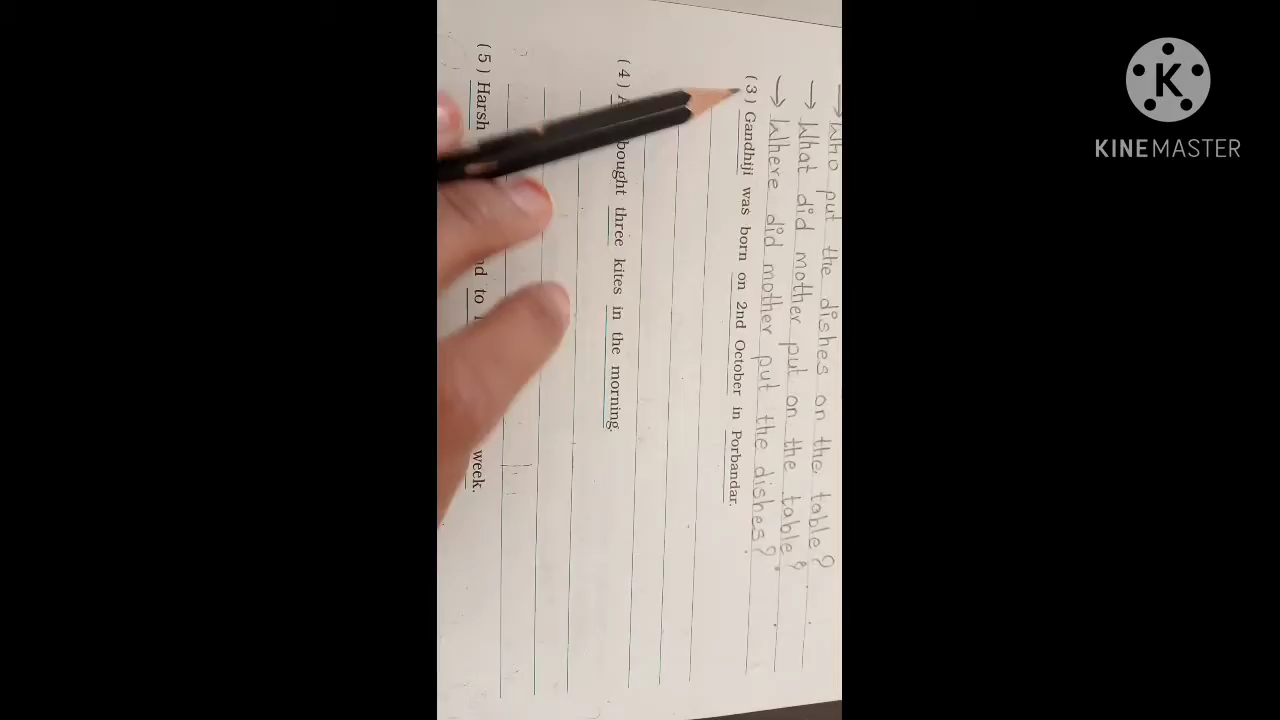 → Who put the dishes on the table?
→ What did mother put on the table?
→ Where did mother put the dishes?
(3) Gandhiji was born on 2nd October in Porbandar.
(4) bought three kites in the morning.
(5) Harsh to week.
K
KINEMASTER